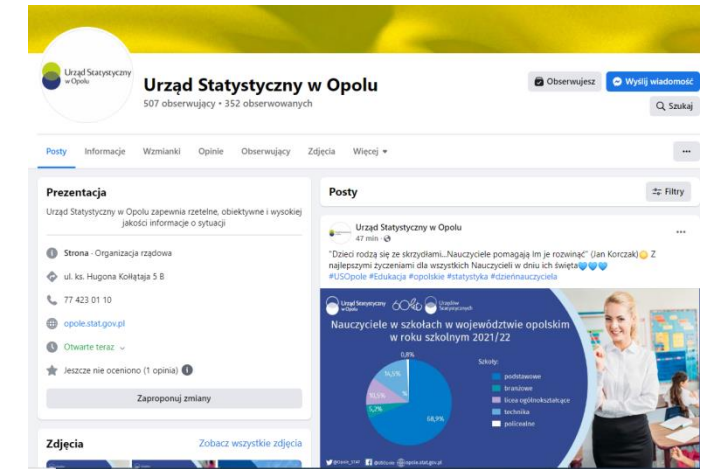 Urząd Statystyczny
w Opolu
Urząd Statystyczny w Opolu
507 obserwujący • 352 obserwowanych
Obserwujesz
Wyślij wiadomość
Szukaj
Posty
Informacje
Wzmianki
Opinie
Obserwujący
Zdjęcia
Więcej
Prezentacja
Urząd Statystyczny w Opolu zapewnia rzetelne, obiektywne i wysokiej
jakości informacje o sytuacji
Strona · Organizacja rządowa
ul. ks. Hugona Kołłątaja 5 B
77 423 01 10
opole.stat.gov.pl
Otwarte teraz
Jeszcze nie oceniono (1 opinia)
Zaproponuj zmiany
Zdjęcia
Zobacz wszystkie zdjęcia
Posty
Filtry
Urząd Statystyczny w Opolu
47 min
"Dzieci rodzą się ze skrzydłami...Nauczyciele pomagają Im je rozwinąć" (Jan Korczak) Z
najlepszymi życzeniami dla wszystkich Nauczycieli w dniu ich święta
#USOpole #Edukacja #opolskie #statystyka #dzieńnauczyciela
Urząd Statystyczny
w Opolu
60 lat
Urzędów
Statystycznych
Nauczyciele w szkołach w województwie opolskim
w roku szkolnym 2021/22
0,8%
14,5%
10,5%
5,2%
%
68,9%
Szkoły:
podstawowe
branżowe
licea ogólnokształcące
technika
policealne
opole.stat.gov.pl